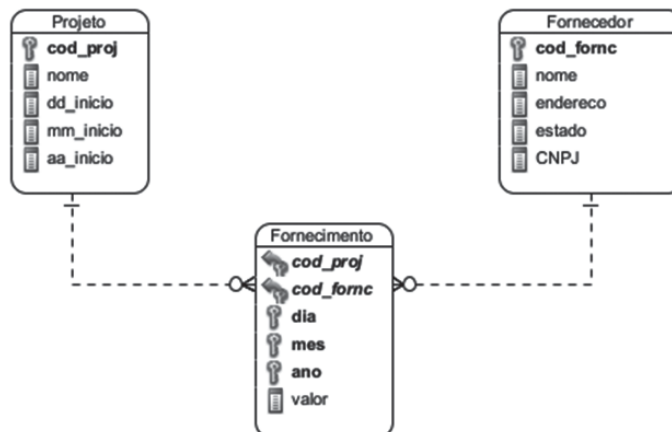 Projeto
cod_proj
nome
dd_inicio
mm_inicio
aa_inicio
Fornecedor
cod_fornc
nome
endereco
estado
CNPJ
Fornecimento
cod_proj
cod_fornc
dia
mes
ano
valor